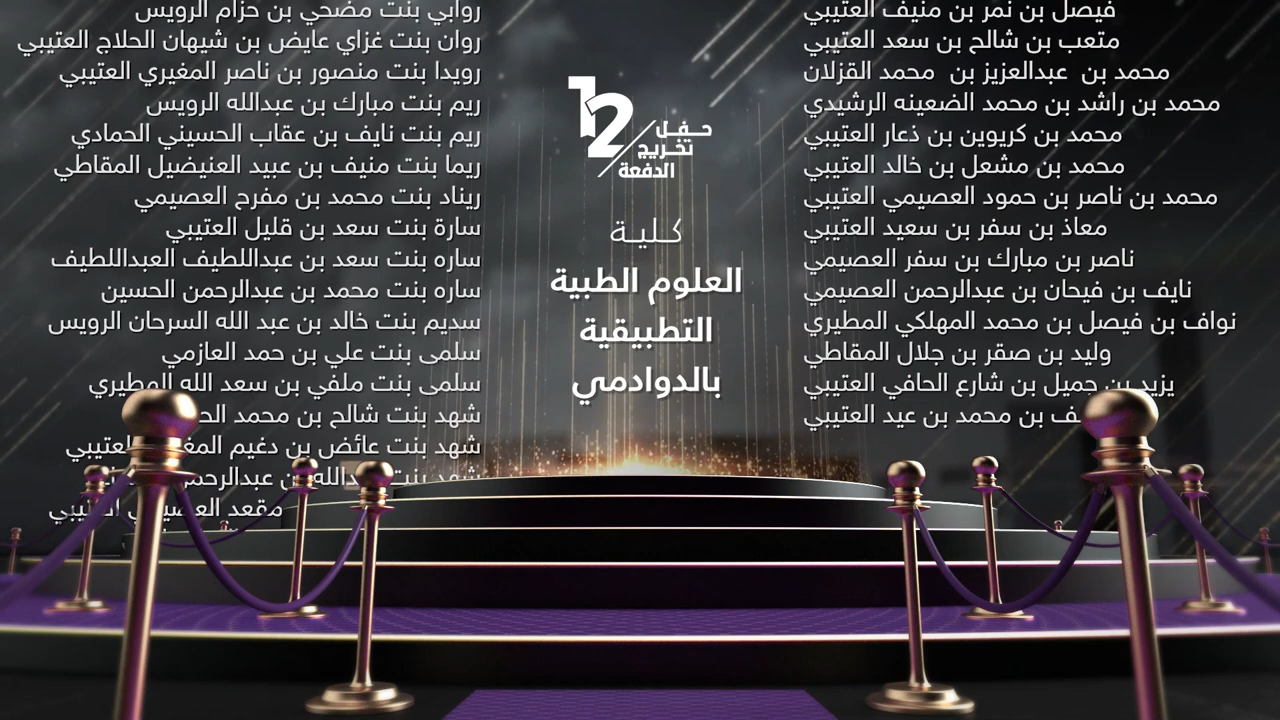 فيصل بن نمر بن منيف العتيبي
متعب بن شالح بن سعد العتيبي
محمد بن عبدالعزيز بن محمد القزلان
محمد بن راشد بن محمد الضعينه الرشيدي
محمد بن كريوين بن ذعار العتيبي
محمد بن مشعل بن خالد العتيبي
محمد بن ناصر بن حمود العصيمي العتيبي
معاذ بن سفر بن سعيد العتيبي
ناصر بن مبارك بن سفر العصيمي
نايف بن فيحان بن عبدالرحمن العصيمي
نواف بن فيصل بن محمد المهلكي المطيري
وليد بن صقر بن جلال المقاطي
يزيد بن جميل بن شارع الحافي العتيبي
بن محمد بن عيد العتيبي
12
حفل
تخريج
الدفعة
كلية
العلوم الطبية
التطبيقية
بالدوادمي
روابي بنت مضحي بن حزام الرويس
روان بنت غزاي عايض بن شيهان الحلاج العتيبي
رويدا بنت منصور بن ناصر المغيري العتيبي
ريم بنت مبارك بن عبدالله الرويس
ريم بنت نايف بن عقاب الحسيني الحمادي
ريما بنت منيف بن عبيد العنيضيل المقاطي
ريناد بنت محمد بن مفرح العصيمي
سارة بنت سعد بن قليل العتيبي
ساره بنت سعد بن عبداللطيف العبداللطيف
ساره بنت محمد بن عبدالرحمن الحسين
سديم بنت خالد بن عبد الله السرحان الرويس
سلمى بنت علي بن حمد العازمي
سلمى بنت ملفي بن سعد الله المطيري
شهد بنت شالح بن محمد
شهد بنت عائض بن دغيم العتيبي
شهد بنت
مقعد